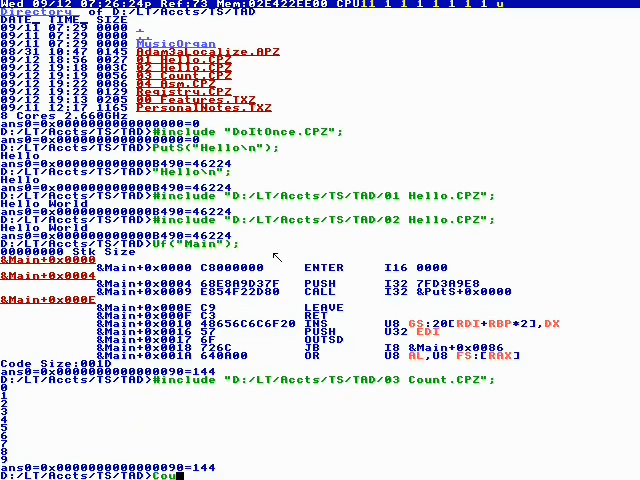 Wed 09/12 07:26:24p Ref:73 Mem:02E422EE00 CPU11 1 1 1 1 1 1 1 u
Directory of D:/LT/Accts/TS/TAD
DATE_ TIME_ SIZE
09/11 07:29 0000 .
09/11 07:29 0000 ..
09/11 07:29 0000 MusicOrgan
08/31 10:47 0145 Adam3aLocalize.APZ
09/12 18:56 0027 01 Hello.CPZ
09/12 19:18 003C 02 Hello.CPZ
09/12 19:19 0056 03 Count.CPZ
09/12 19:22 0086 04 Asm.CPZ
09/12 19:22 0129 Registry.CPZ
09/12 19:13 0205 00 Features.TXZ
09/11 12:17 1165 PersonalNotes.TXZ
8 Cores 2.660GHz
ans0=0x0000000000000000=0
D:/LT/Accts/TS/TAD>#include "DoItOnce.CPZ";
ans0=0x0000000000000000=0
D:/LT/Accts/TS/TAD>PutS("Hello\n");
Hello
ans0=0x000000000000B490=46224
D:/LT/Accts/TS/TAD>"Hello\n";
Hello
ans0=0x000000000000B490=46224
D:/LT/Accts/TS/TAD>#include "D:/LT/Accts/TS/TAD/01 Hello.CPZ";
Hello World
ans0=0x000000000000B490=46224
D:/LT/Accts/TS/TAD>#include "D:/LT/Accts/TS/TAD/02 Hello.CPZ";
Hello World
ans0=0x000000000000B490=46224
D:/LT/Accts/TS/TAD>Uf("Main");
00000000 Stk Size
&Main+0x0000
&Main+0x0000 C8000000 ENTER I16 0000
&Main+0x0004
&Main+0x0004 68E8A9D37F PUSH I32 7FD3A9E8
&Main+0x0009 E854F22D80 CALL I32 &PutS+0x0000
&Main+0x000E
&Main+0x000E C9 LEAVE
&Main+0x000F C3 RET
&Main+0x0010 48656C6C6F20 INS U8 GS:20[RDI+RBP*2],DX
&Main+0x0016 57 PUSH U32 EDI
&Main+0x0017 6F OUTSD
&Main+0x0018 726C JB I8 &Main+0x0086
&Main+0x001A 640A00 OR U8 AL,U8 FS:[RAX]
Code Size:001D
ans0=0x0000000000000090=144
D:/LT/Accts/TS/TAD>#include "D:/LT/Accts/TS/TAD/03 Count.CPZ";
0
1
2
3
4
5
6
7
8
9
ans0=0x0000000000000090=144
D:/LT/Accts/TS/TAD>Cou